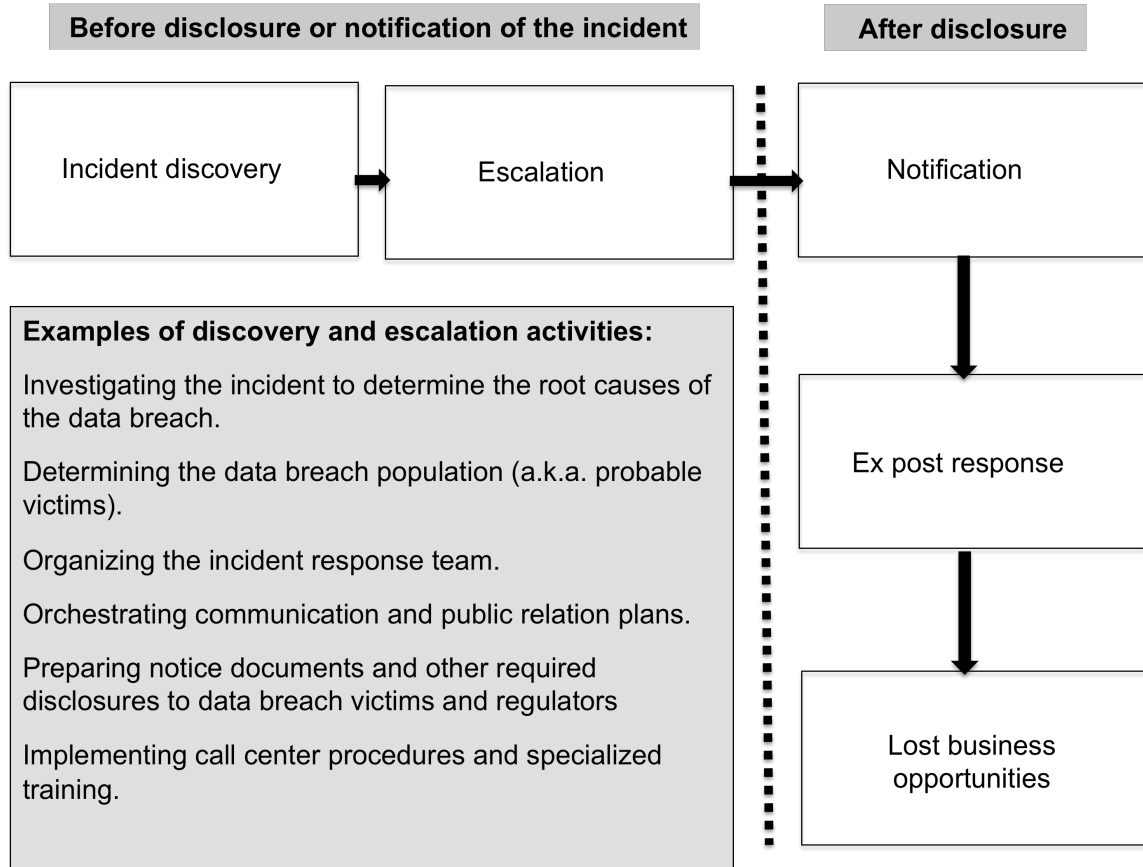 Before disclosure or notification of the incident
After disclosure
Incident discovery
Escalation
Notification
Examples of discovery and escalation activities:
Investigating the incident to determine the root causes of
the data breach.
Determining the data breach population (a.k.a. probable
victims).
Organizing the incident response team.
Orchestrating communication and public relation plans.
Preparing notice documents and other required
disclosures to data breach victims and regulators
Implementing call center procedures and specialized
training.
Ex post response
Lost business
opportunities